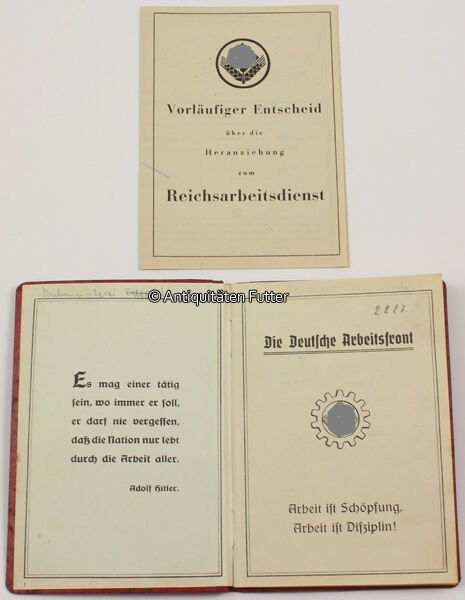 Vorläufiger Entscheid
über die
Heranziehung
zum
Reichsarbeitsdienst
© Antiquitäten Futter
2227.
Es mag einer tätig
sein, wo immer er soll,
er darf nie vergessen,
daß die Nation nur lebt
durch die Arbeit aller.
Adolf Hitler.
Die Deutsche Arbeitsfront
Arbeit ist Schöpfung,
Arbeit ist Disziplin!